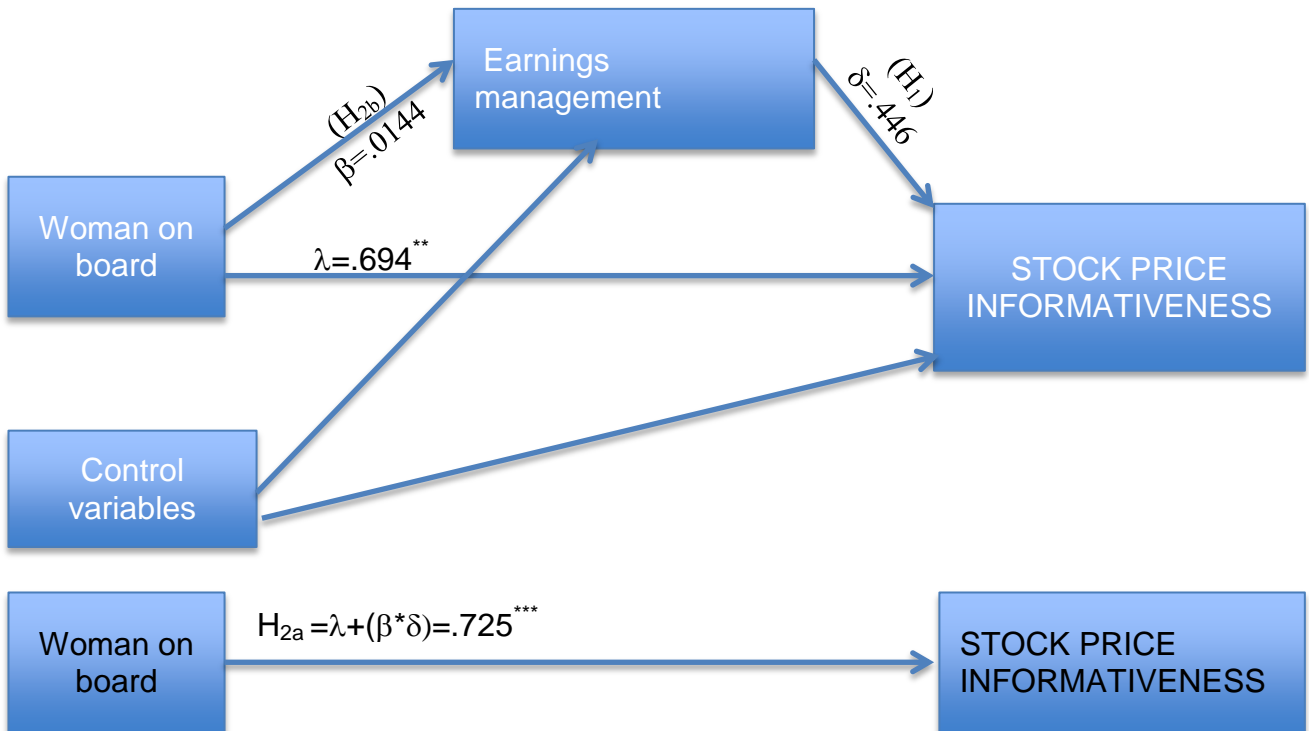 Earnings
management
(H₂b)
β=.0144
(H₁)
δ=.446
Woman on
board
λ=.694**
STOCK PRICE
INFORMATIVENESS
Control
variables
Woman on
board
H₂a =λ+(β*δ)=.725***
STOCK PRICE
INFORMATIVENESS